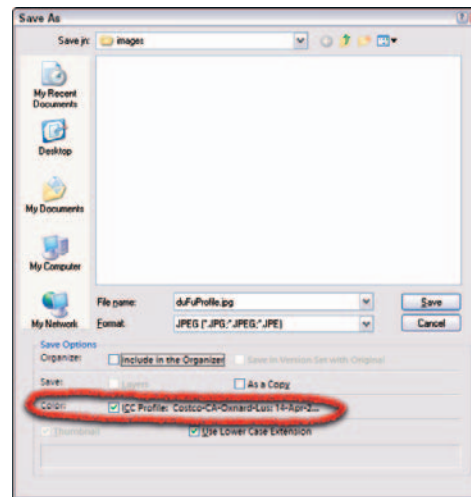 Save As
Save in:
images
My Recent
Documents
Desktop
My Documents
My Computer
My Network
File name:
duFuProfile.jpg
Save
Format:
JPEG (*.JPG;*.JPEG;*.JPE)
Cancel
Save Options
Organize:
Include in the Organizer
Save in Version Set with Original
Save:
Layers
As a Copy
Color:
ICC Profile: Costco-CA-Oxnard-Lus: 14-Apr-2...
Thumbnail
Use Lower Case Extension